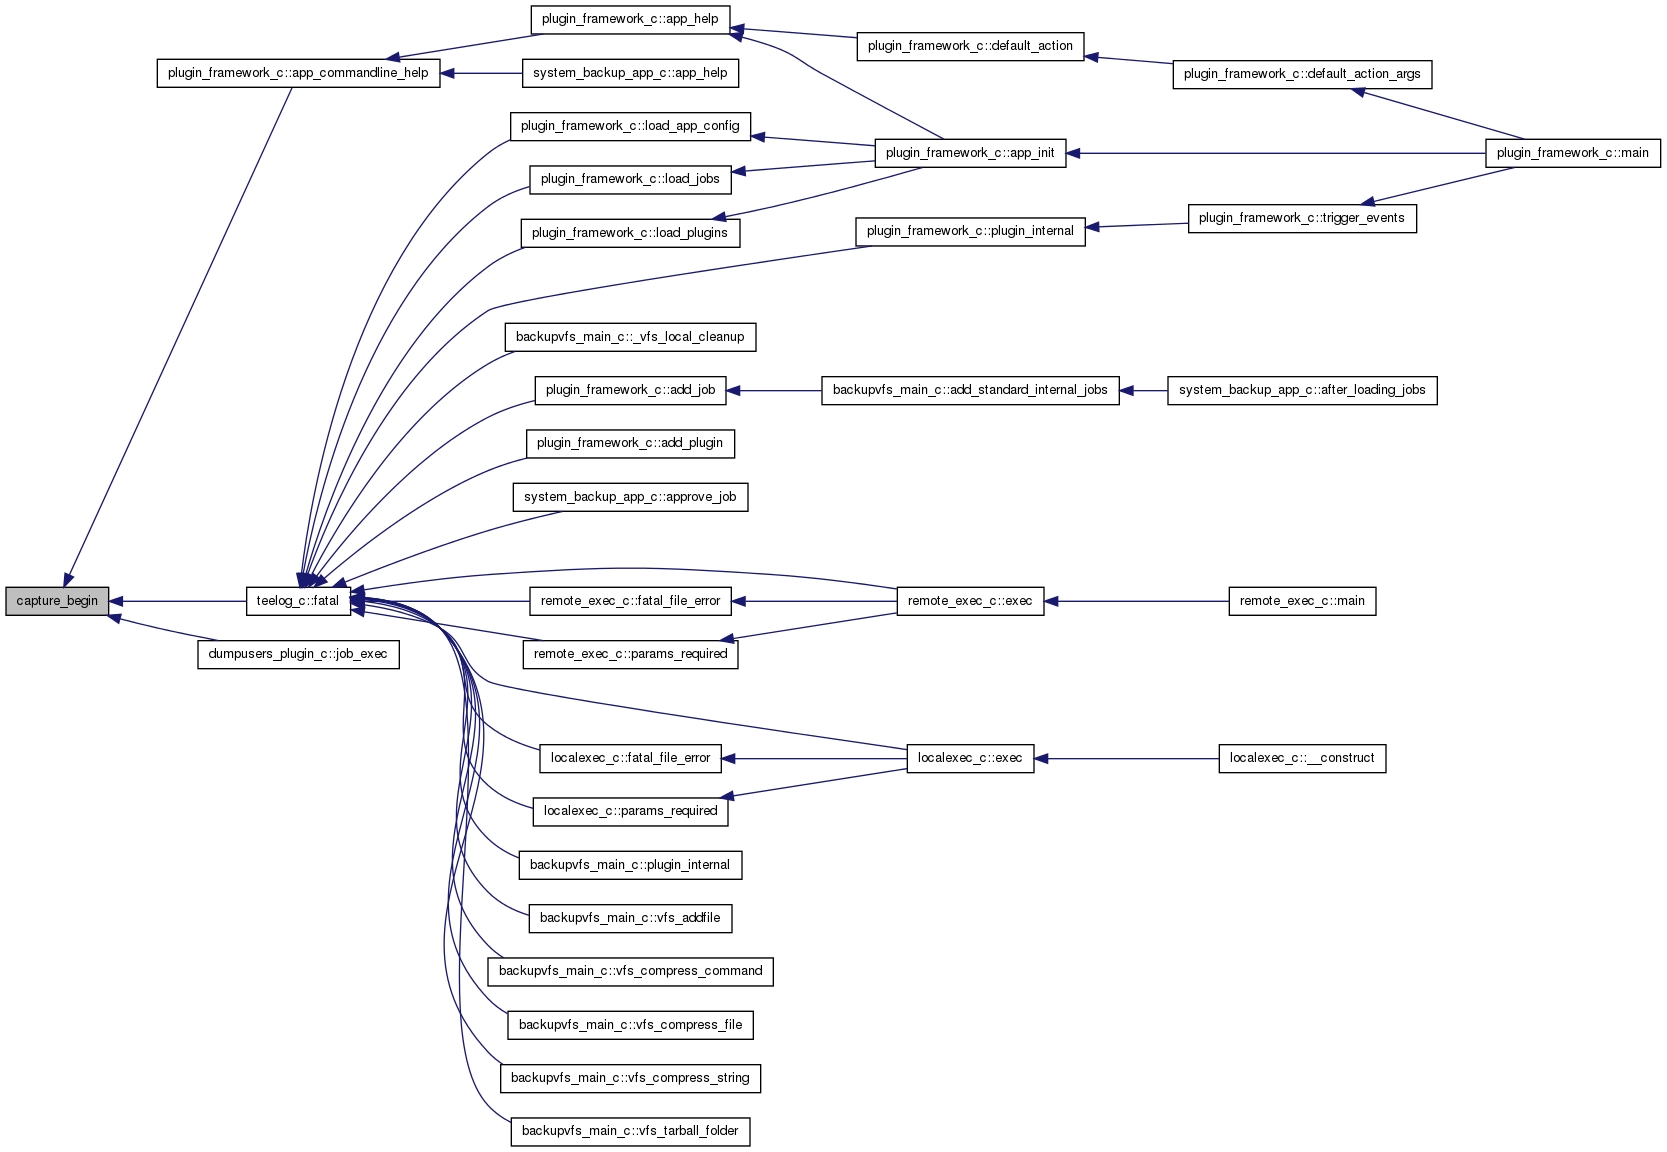 plugin_framework_c::app_help
plugin_framework_c::default_action
plugin_framework_c::app_commandline_help
system_backup_app_c::app_help
plugin_framework_c::default_action_args
plugin_framework_c::load_app_config
plugin_framework_c::app_init
plugin_framework_c::main
plugin_framework_c::load_jobs
plugin_framework_c::load_plugins
plugin_framework_c::plugin_internal
plugin_framework_c::trigger_events
backupvfs_main_c::_vfs_local_cleanup
plugin_framework_c::add_job
backupvfs_main_c::add_standard_internal_jobs
system_backup_app_c::after_loading_jobs
plugin_framework_c::add_plugin
system_backup_app_c::approve_job
capture_begin
teelog_c::fatal
remote_exec_c::fatal_file_error
remote_exec_c::exec
remote_exec_c::main
dumpusers_plugin_c::job_exec
remote_exec_c::params_required
localexec_c::fatal_file_error
localexec_c::exec
localexec_c::__construct
localexec_c::params_required
backupvfs_main_c::plugin_internal
backupvfs_main_c::vfs_addfile
backupvfs_main_c::vfs_compress_command
backupvfs_main_c::vfs_compress_file
backupvfs_main_c::vfs_compress_string
backupvfs_main_c::vfs_tarball_folder